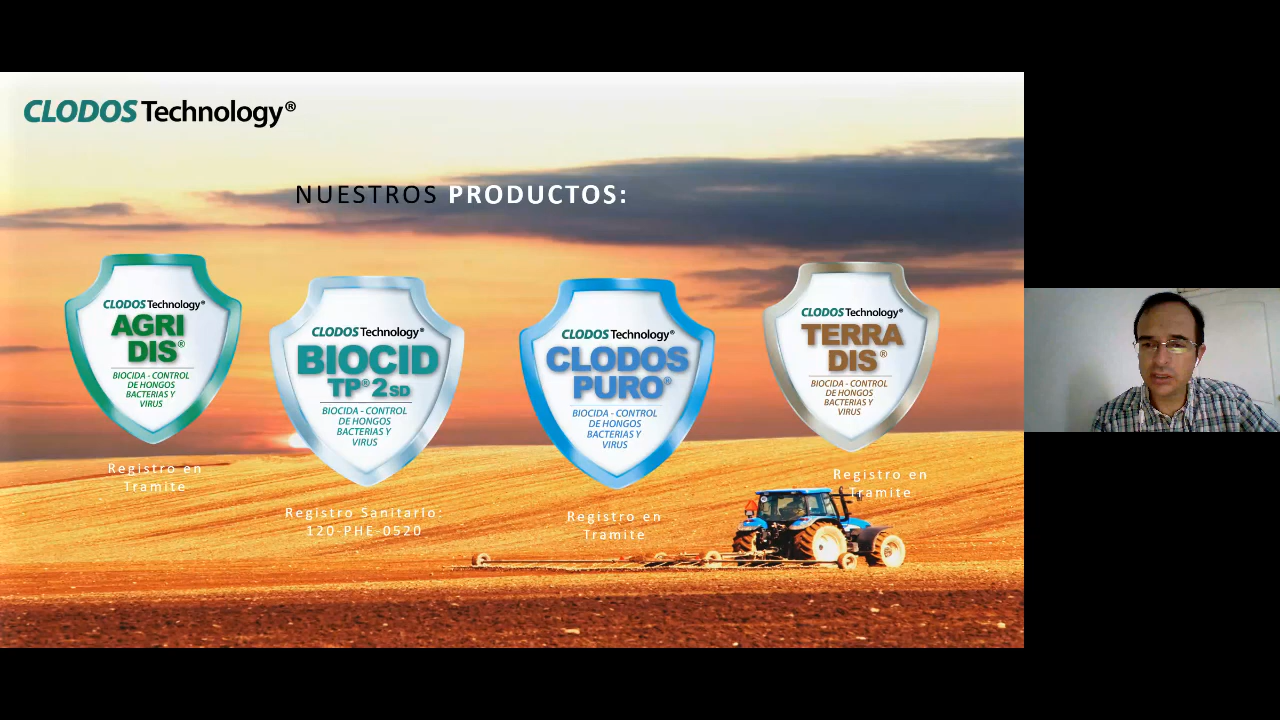 CLODOS Technology®
NUESTROS PRODUCTOS:
CLODOS Technology®
AGRI
DIS®
BIOCIDA - CONTROL
DE HONGOS
BACTERIAS Y
VIRUS
Registro en
Tramite
CLODOS Technology®
BIOCID
TP®2SD
BIOCIDA - CONTROL
DE HONGOS
BACTERIAS Y
VIRUS
Registro Sanitario:
120-PHE-0520
CLODOS Technology®
CLODOS
PURO®
BIOCIDA - CONTROL
DE HONGOS
BACTERIAS Y
VIRUS
Registro en
Tramite
CLODOS Technology®
TERRA
DIS®
BIOCIDA - CONTROL
DE HONGOS
BACTERIAS Y
VIRUS
Registro en
Tramite